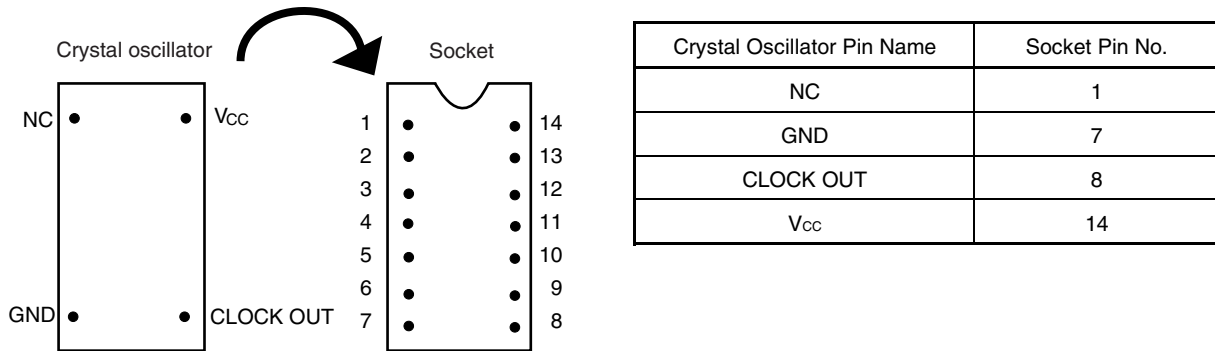 Crystal oscillator
NC
VCC
GND
CLOCK OUT
Socket
1 14
2 13
3 12
4 11
5 10
6 9
7 8
Crystal Oscillator Pin Name Socket Pin No.
NC 1
GND 7
CLOCK OUT 8
VCC 14